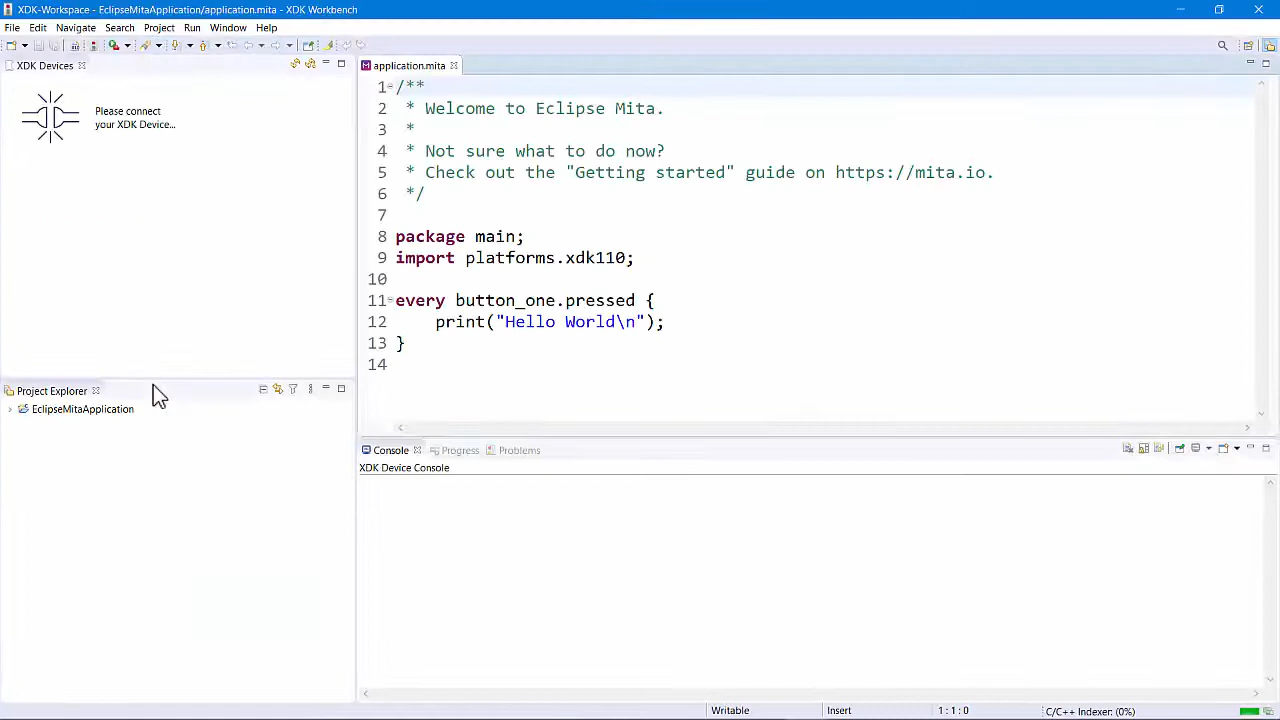 XDK-Workspace - EclipseMitaApplication/application.mita - XDK Workbench
File Edit Navigate Search Project Run Window Help
XDK Devices
Please connect
your XDK Device...
Project Explorer
EclipseMitaApplication
application.mita
1 /**
2  * Welcome to Eclipse Mita.
3  *
4  * Not sure what to do now?
5  * Check out the "Getting started" guide on https://mita.io.
6  */
7
8 package main;
9 import platforms.xdk110;
10
11 every button_one.pressed {
12     print("Hello World\n");
13 }
14
Console Progress Problems
XDK Device Console
Writable Insert 1:1:0 C/C++ Indexer: (0%)